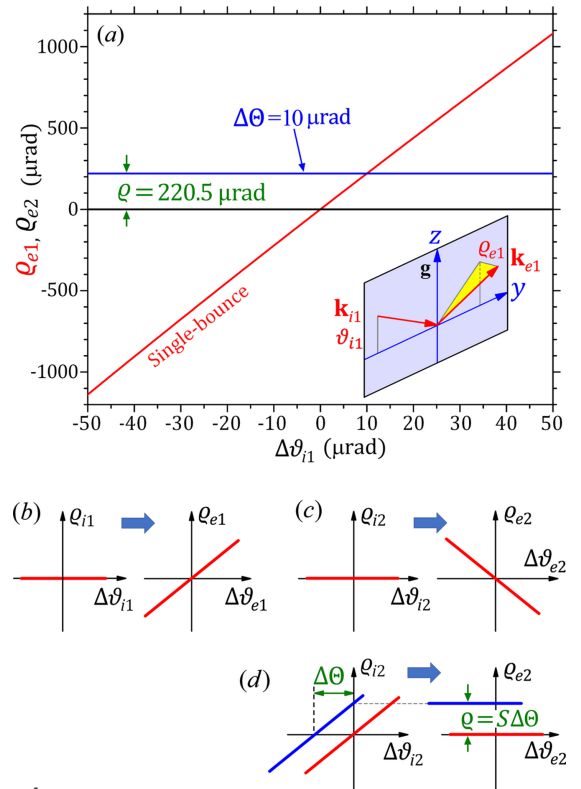 (a)
1000
500
0
-500
-1000
ϱe1, ϱe2 (μrad)
ΔΘ=10 μrad
ϱ = 220.5 μrad
Single-bounce
z
g
ϱe1
ke1
ki1
ϑi1
y
-50 -40 -30 -20 -10 0 10 20 30 40 50
Δϑi1 (μrad)
(b) ϱi1 ϱe1
Δϑi1 Δϑe1
(c) ϱi2 ϱe2
Δϑi2 Δϑe2
(d) ΔΘ ϱi2 ϱe2
ϱ=SΔΘ
Δϑi2 Δϑe2